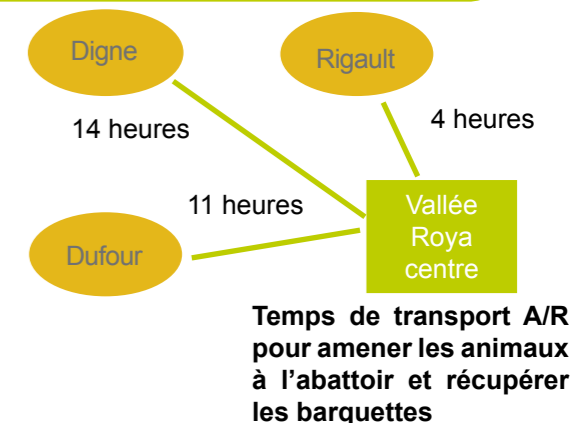 Digne
Rigault
14 heures
4 heures
11 heures
Vallée
Roya
centre
Dufour
Temps de transport A/R
pour amener les animaux
à l’abattoir et récupérer
les barquettes